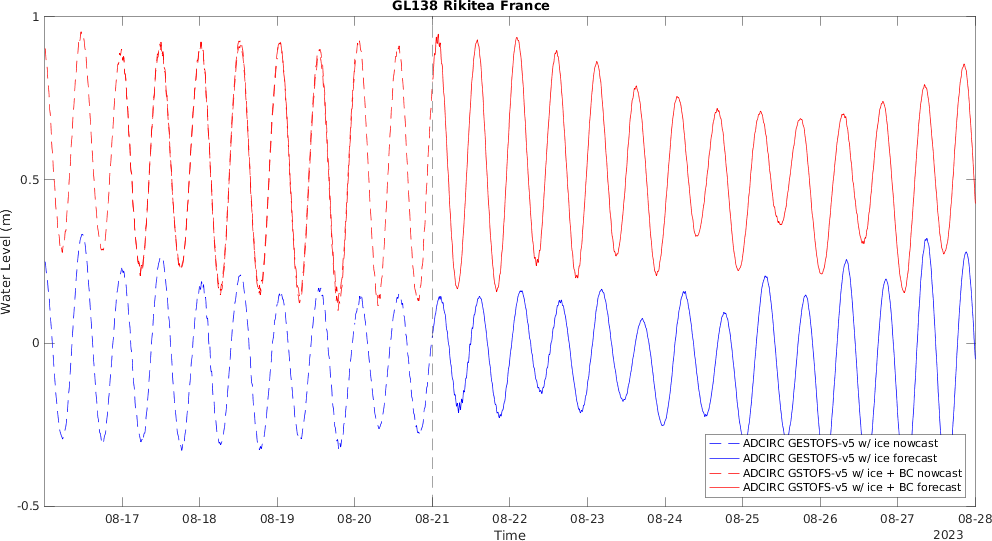 GL138 Rikitea France
1
0.5
0
-0.5
Water Level (m)
ADCIRC GESTOFS-v5 w/ ice nowcast
ADCIRC GESTOFS-v5 w/ ice forecast
ADCIRC GSTOFS-v5 w/ ice + BC nowcast
ADCIRC GSTOFS-v5 w/ ice + BC forecast
08-17 08-18 08-19 08-20 08-21 08-22 08-23 08-24 08-25 08-26 08-27 08-28
Time
2023